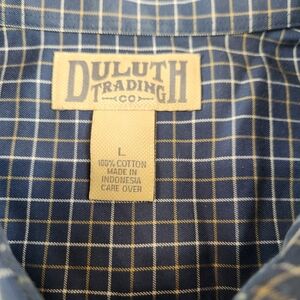 DULUTH
TRADING
CO
L
100% COTTON
MADE IN
INDONESIA
CARE OVER